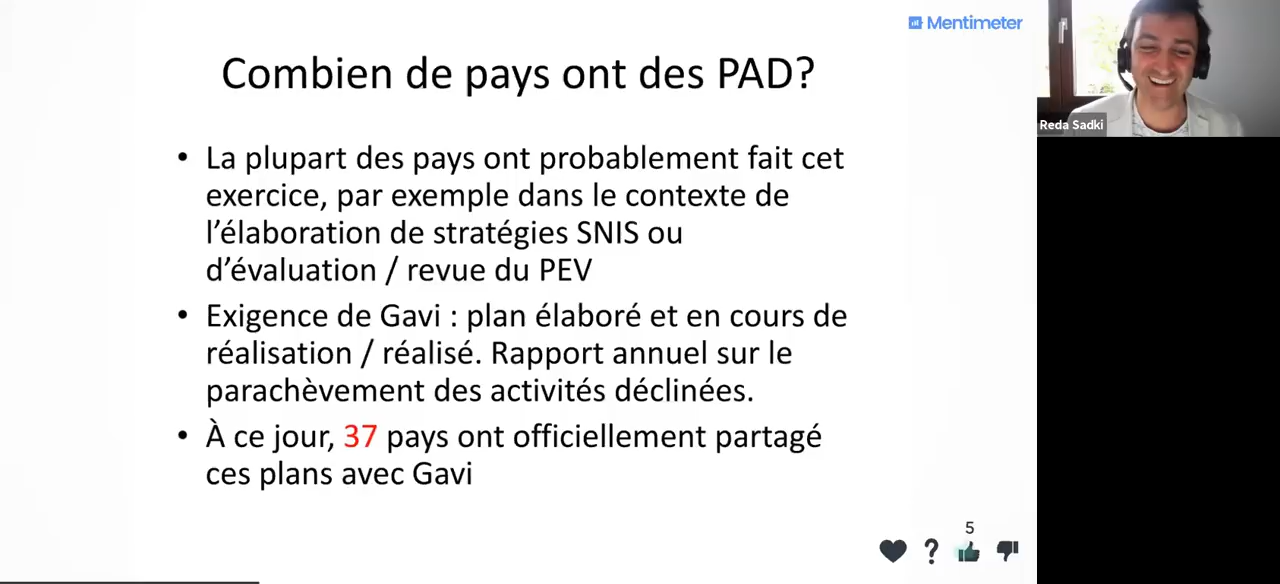 Mentimeter
Combien de pays ont des PAD?
• La plupart des pays ont probablement fait cet
exercice, par exemple dans le contexte de
l’élaboration de stratégies SNIS ou
d’évaluation / revue du PEV
• Exigence de Gavi : plan élaboré et en cours de
réalisation / réalisé. Rapport annuel sur le
parachèvement des activités déclinées.
• À ce jour, 37 pays ont officiellement partagé
ces plans avec Gavi
5
Reda Sadki